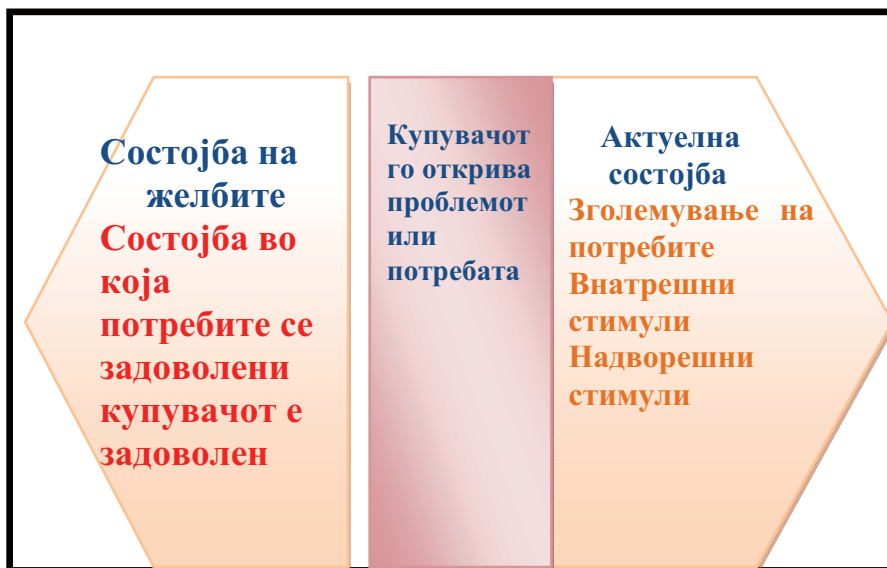 Состојба на
желбите
Состојба во
која
потребите се
задоволени
купувачот е
задоволен
Купувачот
го открива
проблемот
или
потребата
Актуелна
состојба
Зголемување на
потребите
Внатрешни
стимули
Надворешни
стимули